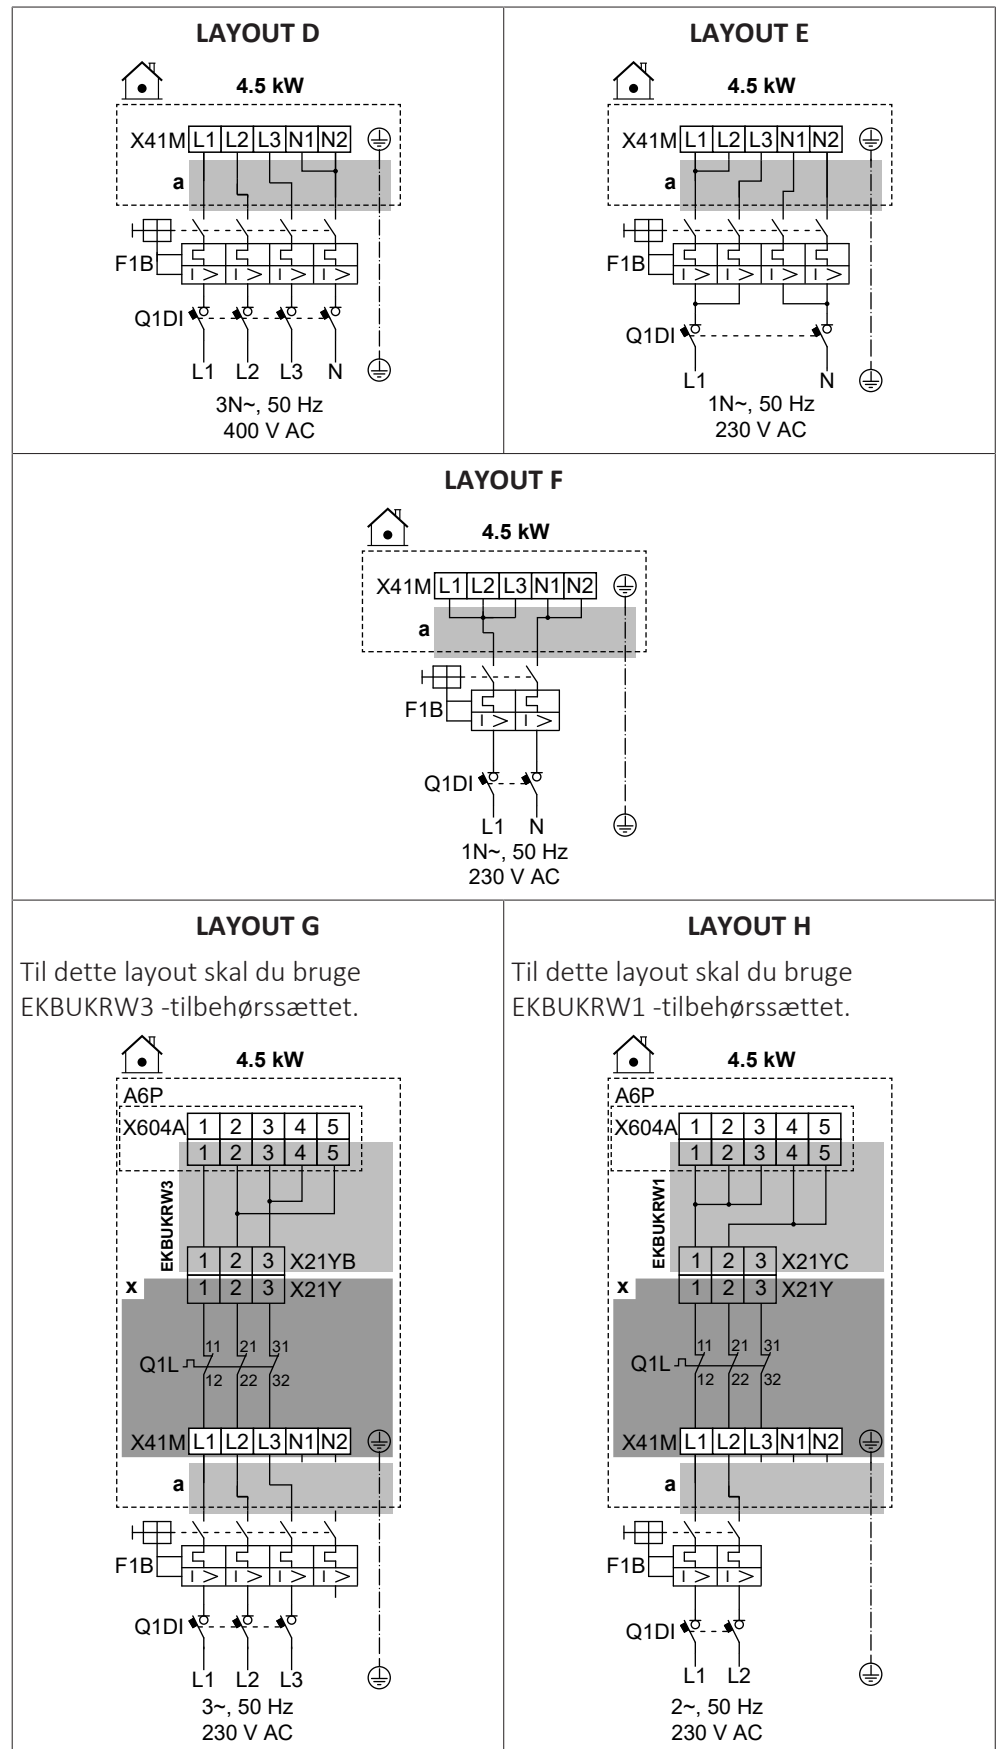 LAYOUT D
4.5 kW
X41M L1 L2 L3 N1 N2
a
F1B
I > I > I > I >
Q1DI
L1 L2 L3 N
3N~, 50 Hz
400 V AC
LAYOUT E
4.5 kW
X41M L1 L2 L3 N1 N2
a
F1B
I > I > I > I >
Q1DI
L1 N
1N~, 50 Hz
230 V AC
LAYOUT F
4.5 kW
X41M L1 L2 L3 N1 N2
a
F1B
I > I >
Q1DI
L1 N
1N~, 50 Hz
230 V AC
LAYOUT G
Til dette layout skal du bruge
EKBUKRW3 -tilbehørssættet.
4.5 kW
A6P
X604A 1 2 3 4 5
1 2 3 4 5
EKBUKRW3
1 2 3 X21YB
x
1 2 3 X21Y
11 21 31
Q1L
12 22 32
X41M L1 L2 L3 N1 N2
a
F1B
I > I > I > I >
Q1DI
L1 L2 L3
3~, 50 Hz
230 V AC
LAYOUT H
Til dette layout skal du bruge
EKBUKRW1 -tilbehørssættet.
4.5 kW
A6P
X604A 1 2 3 4 5
1 2 3 4 5
EKBUKRW1
1 2 3 X21YC
x
1 2 3 X21Y
11 21 31
Q1L
12 22 32
X41M L1 L2 L3 N1 N2
a
F1B
I > I >
Q1DI
L1 L2
2~, 50 Hz
230 V AC